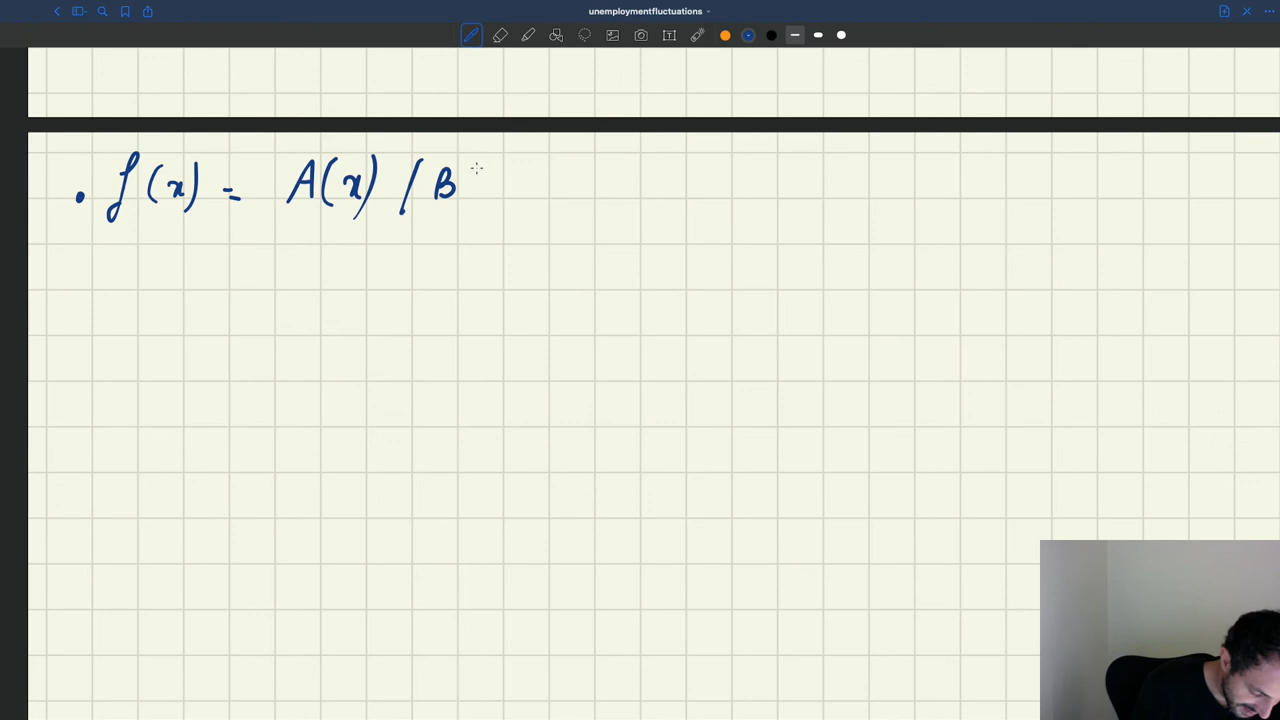 unemploymentfluctuations
• f(x) = A(x) / B